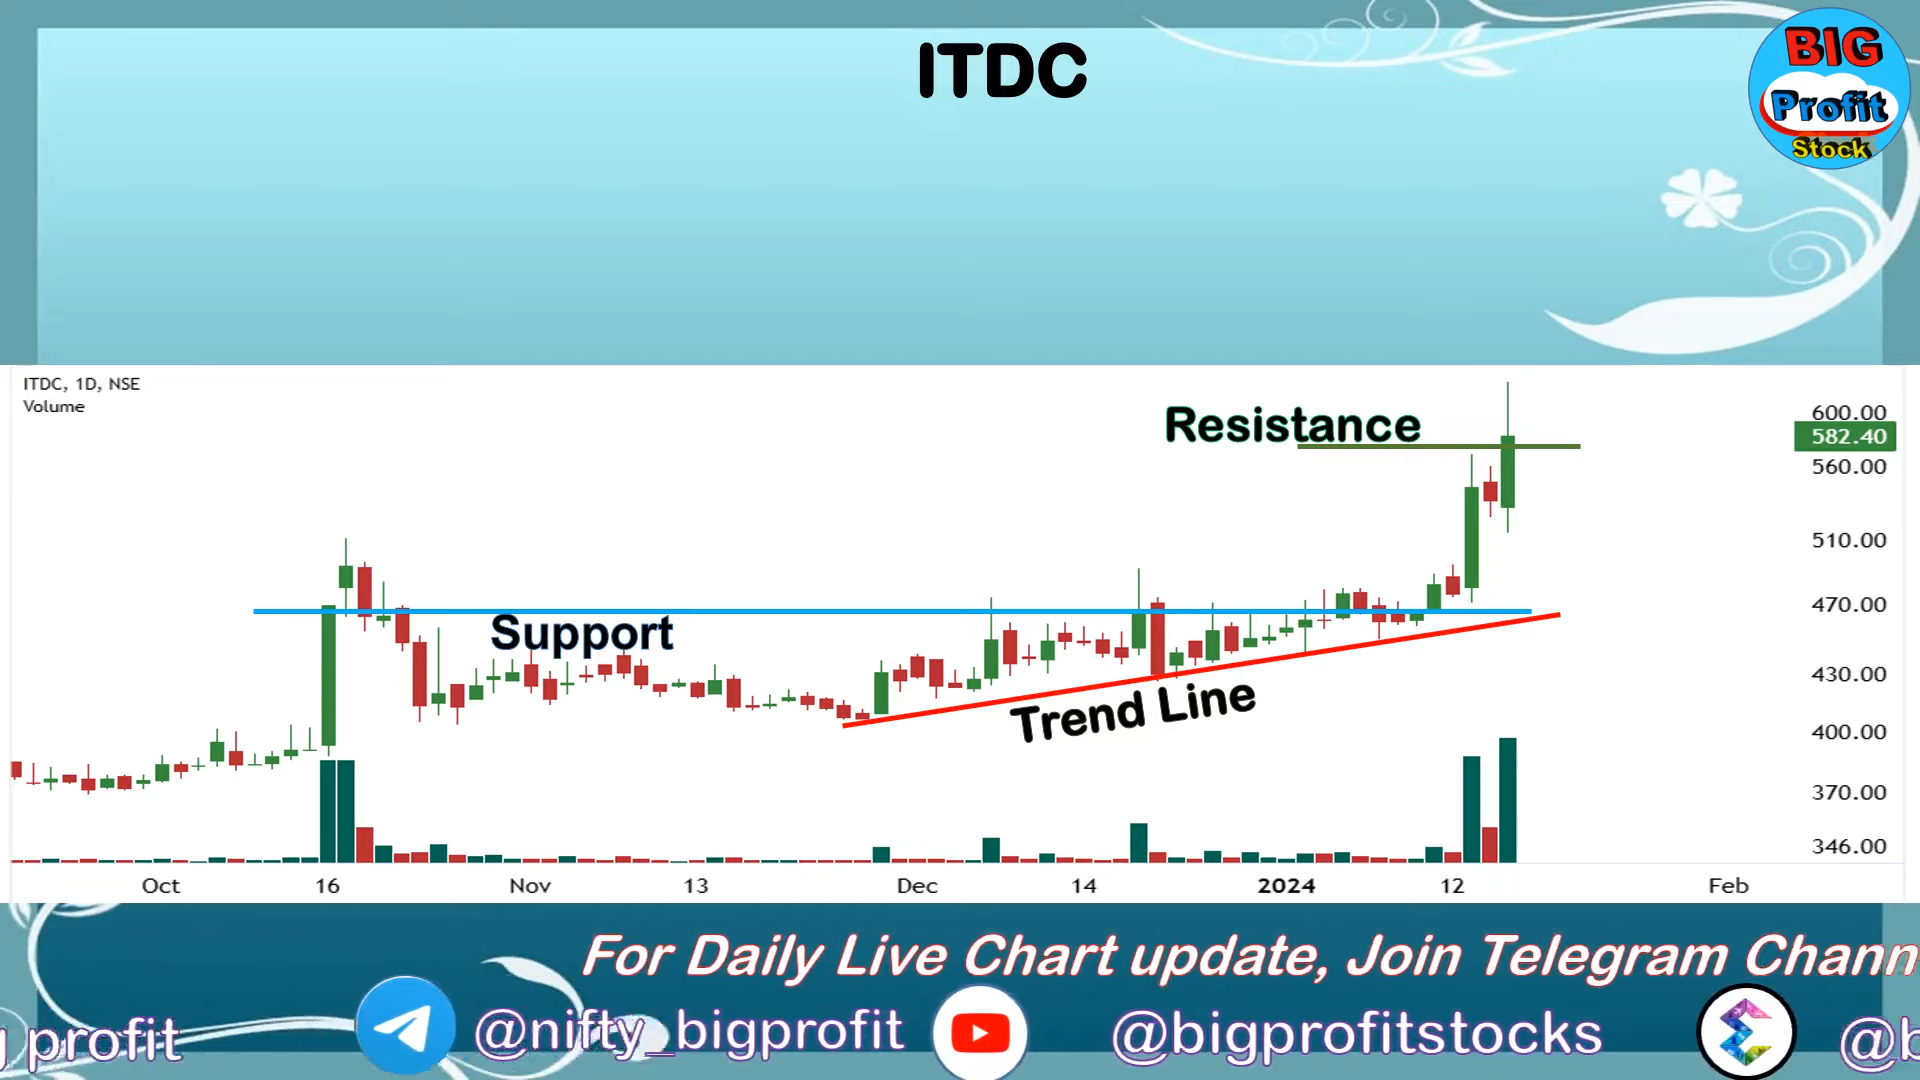 ITDC
BIG
Profit
Stock
ITDC, 1D, NSE
Volume
Resistance
Support
Trend Line
600.00
582.40
560.00
510.00
470.00
430.00
400.00
370.00
346.00
Oct 16 Nov 13 Dec 14 2024 12 Feb
For Daily Live Chart update, Join Telegram Chann
g profit @nifty_bigprofit @bigprofitstocks @b